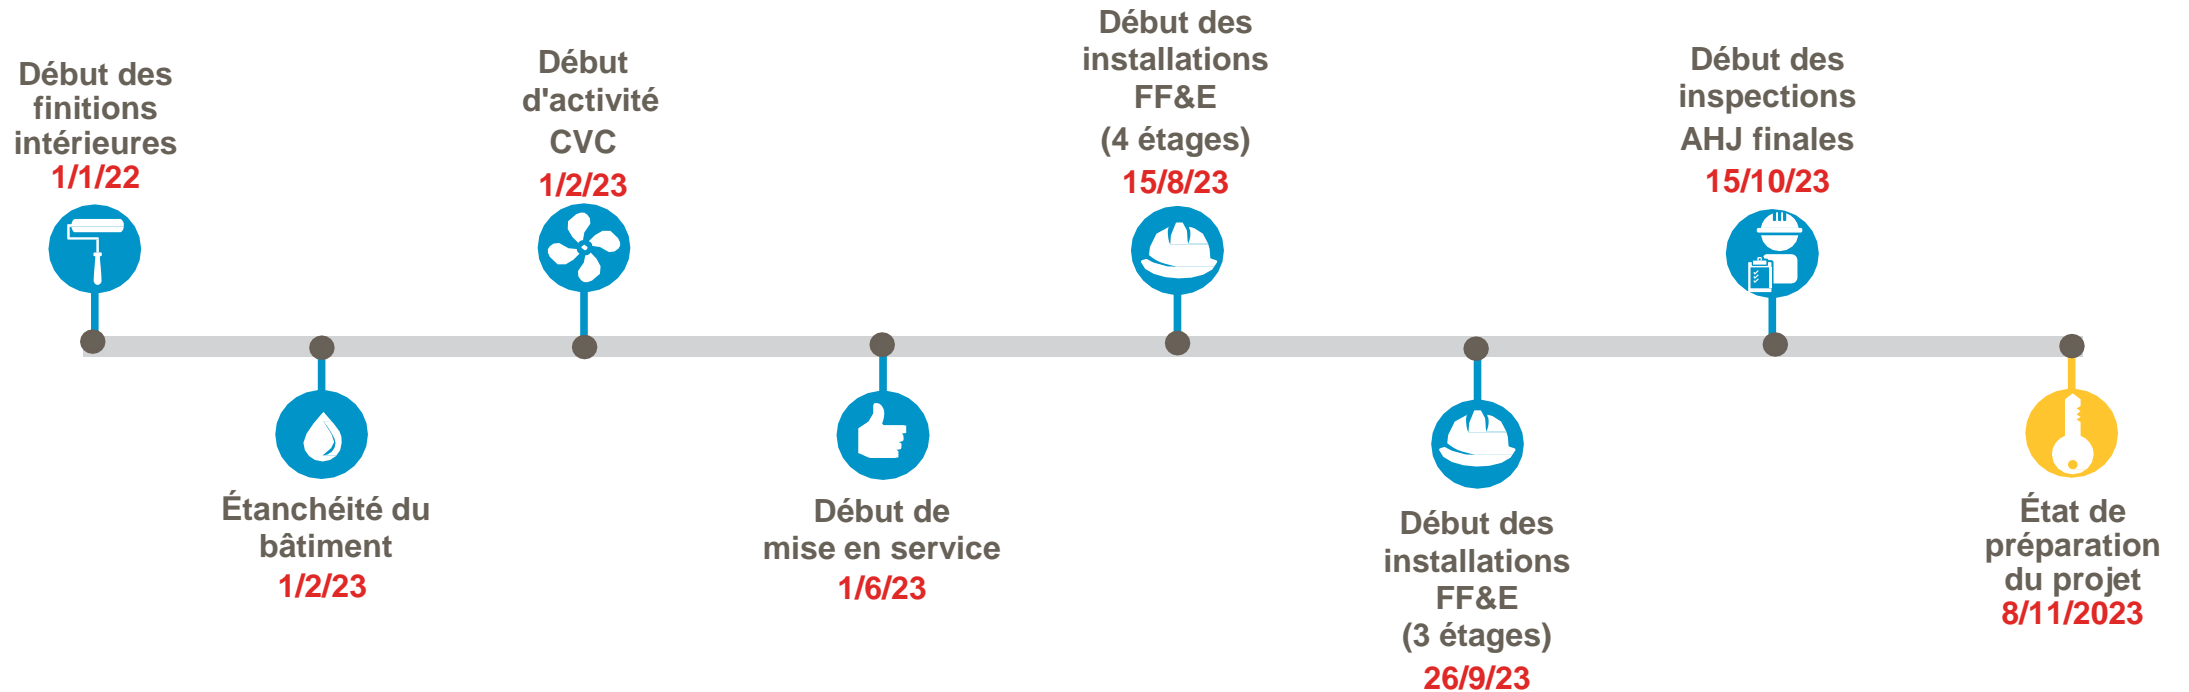 Début des
finitions
intérieures
1/1/22
Étanchéité du
bâtiment
1/2/23
Début
d'activité
CVC
1/2/23
Début de
mise en service
1/6/23
Début des
installations
FF&E
(4 étages)
15/8/23
Début des
installations
FF&E
(3 étages)
26/9/23
Début des
inspections
AHJ finales
15/10/23
État de
préparation
du projet
8/11/2023